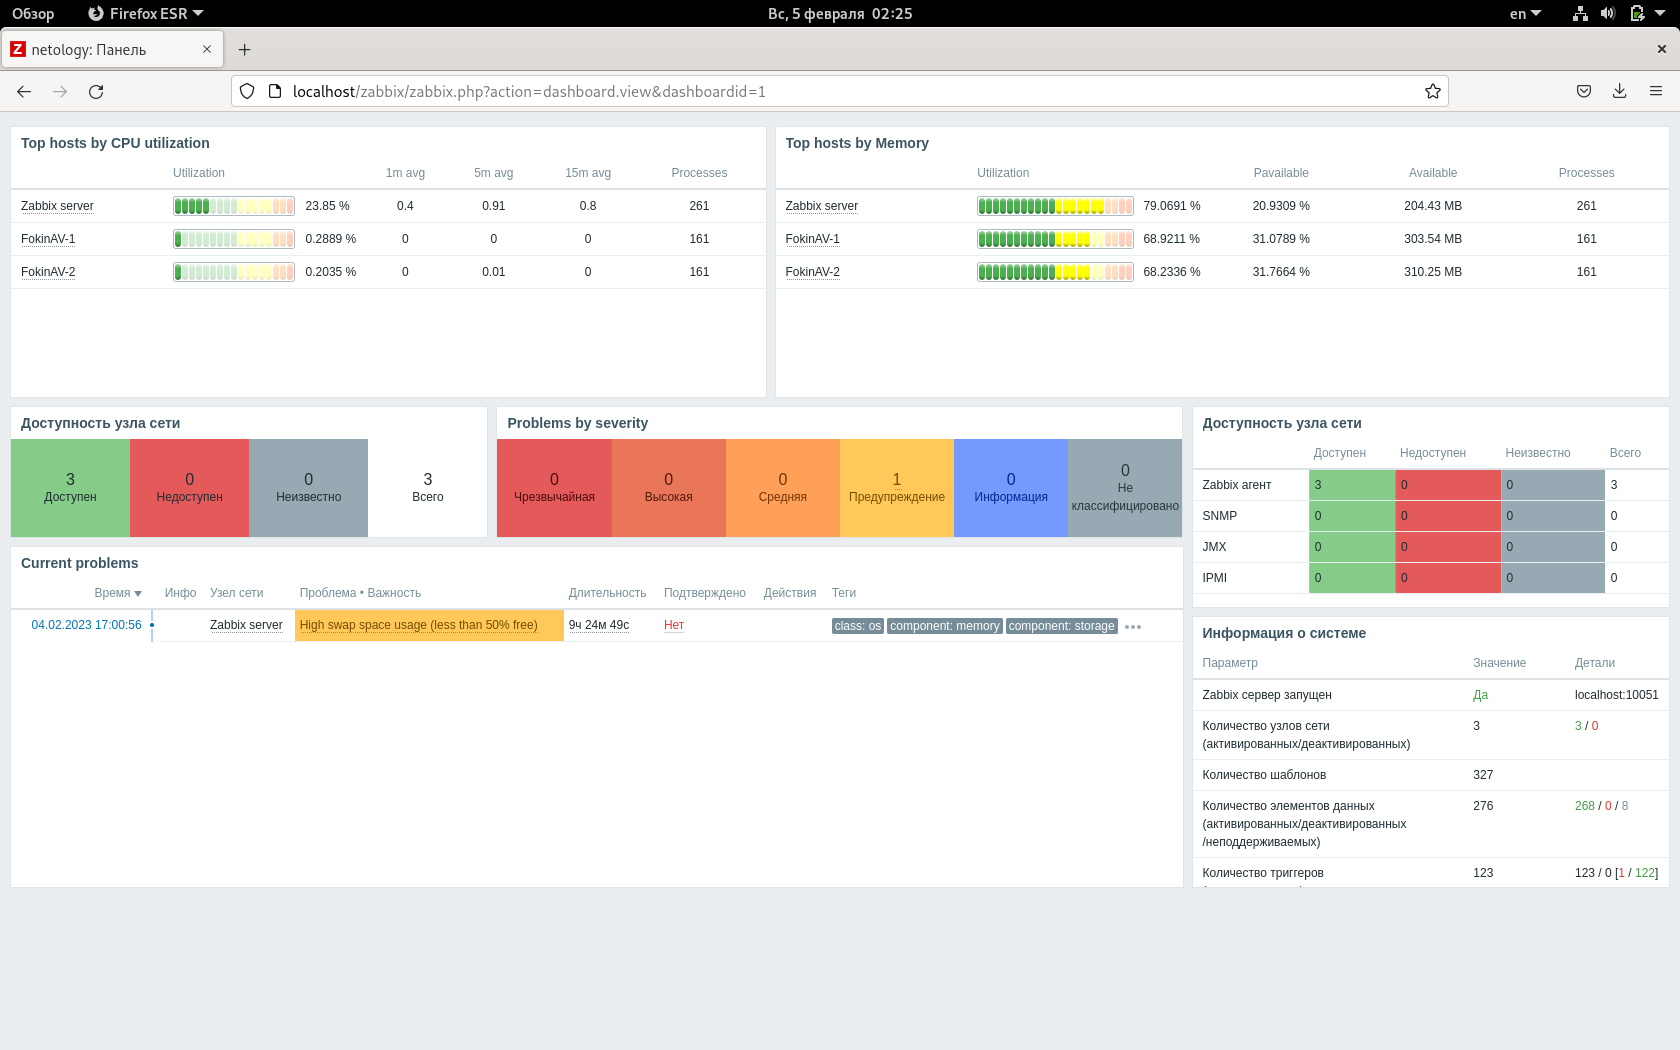 Обзор
Firefox ESR
Вс, 5 февраля 02:25
en
netology: Панель
localhost/zabbix/zabbix.php?action=dashboard.view&dashboardid=1
Top hosts by CPU utilization
Utilization 1m avg 5m avg 15m avg Processes
Zabbix server 23.85 % 0.4 0.91 0.8 261
FokinAV-1 0.2889 % 0 0 0 161
FokinAV-2 0.2035 % 0 0.01 0 161
Top hosts by Memory
Utilization Pavailable Available Processes
Zabbix server 79.0691 % 20.9309 % 204.43 MB 261
FokinAV-1 68.9211 % 31.0789 % 303.54 MB 161
FokinAV-2 68.2336 % 31.7664 % 310.25 MB 161
Доступность узла сети
3 0 0 3
Доступен Недоступен Неизвестно Всего
Problems by severity
0 0 0 1 0 0
Чрезвычайная Высокая Средняя Предупреждение Информация Не
классифицировано
Доступность узла сети
Доступен Недоступен Неизвестно Всего
Zabbix агент 3 0 0 3
SNMP 0 0 0 0
JMX 0 0 0 0
IPMI 0 0 0 0
Current problems
Время Инфо Узел сети Проблема • Важность Длительность Подтверждено Действия Теги
04.02.2023 17:00:56 Zabbix server High swap space usage (less than 50% free) 9ч 24м 49с Нет class: os component: memory component: storage
Информация о системе
Параметр Значение Детали
Zabbix сервер запущен Да localhost:10051
Количество узлов сети 3 3 / 0
(активированных/деактивированных)
Количество шаблонов 327
Количество элементов данных 276 268 / 0 / 8
(активированных/деактивированных
/неподдерживаемых)
Количество триггеров 123 123 / 0 [1 / 122]